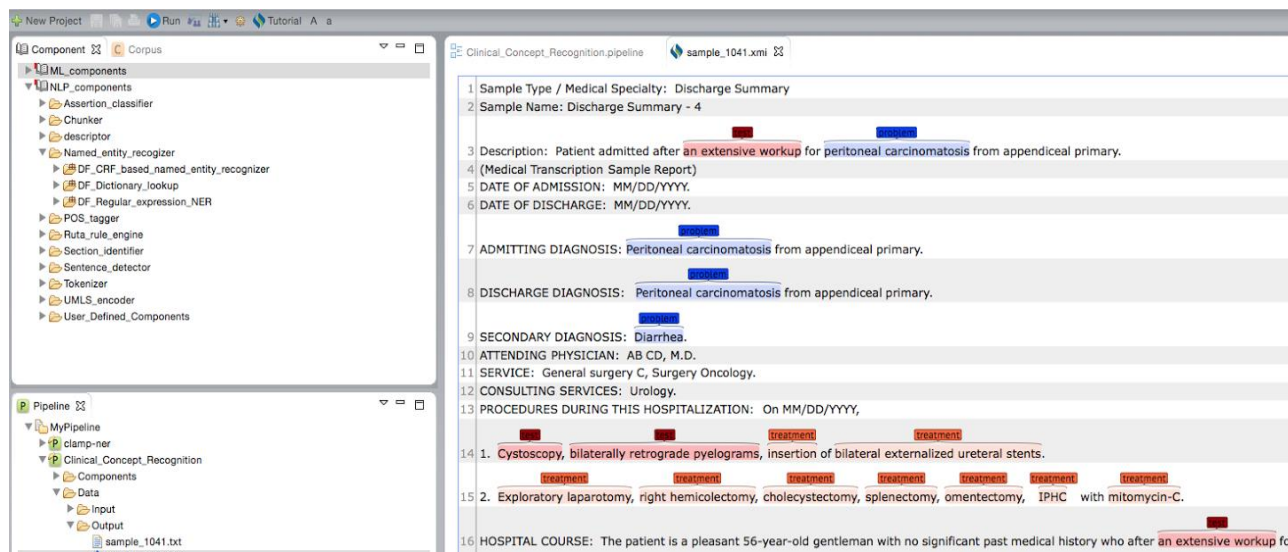 New Project Run Tutorial A a
Component Corpus
ML_components
NLP_components
Assertion_classifier
Chunker
descriptor
Named_entity_recogizer
DF_CRF_based_named_entity_recognizer
DF_Dictionary_lookup
DF_Regular_expression_NER
POS_tagger
Ruta_rule_engine
Section_identifier
Sentence_detector
Tokenizer
UMLS_encoder
User_Defined_Components
P Pipeline
MyPipeline
clamp-ner
Clinical_Concept_Recognition
Components
Data
Input
Output
sample_1041.txt
Clinical_Concept_Recognition.pipeline sample_1041.xmi
1 Sample Type / Medical Specialty: Discharge Summary
2 Sample Name: Discharge Summary - 4
test problem
3 Description: Patient admitted after an extensive workup for peritoneal carcinomatosis from appendiceal primary.
4 (Medical Transcription Sample Report)
5 DATE OF ADMISSION: MM/DD/YYYY.
6 DATE OF DISCHARGE: MM/DD/YYYY.
problem
7 ADMITTING DIAGNOSIS: Peritoneal carcinomatosis from appendiceal primary.
problem
8 DISCHARGE DIAGNOSIS: Peritoneal carcinomatosis from appendiceal primary.
problem
9 SECONDARY DIAGNOSIS: Diarrhea.
10 ATTENDING PHYSICIAN: AB CD, M.D.
11 SERVICE: General surgery C, Surgery Oncology.
12 CONSULTING SERVICES: Urology.
13 PROCEDURES DURING THIS HOSPITALIZATION: On MM/DD/YYYY,
test test treatment treatment
14 1. Cystoscopy, bilaterally retrograde pyelograms, insertion of bilateral externalized ureteral stents.
treatment treatment treatment treatment treatment treatment treatment
15 2. Exploratory laparotomy, right hemicolectomy, cholecystectomy, splenectomy, omentectomy, IPHC with mitomycin-C.
test
16 HOSPITAL COURSE: The patient is a pleasant 56-year-old gentleman with no significant past medical history who after an extensive workup fo